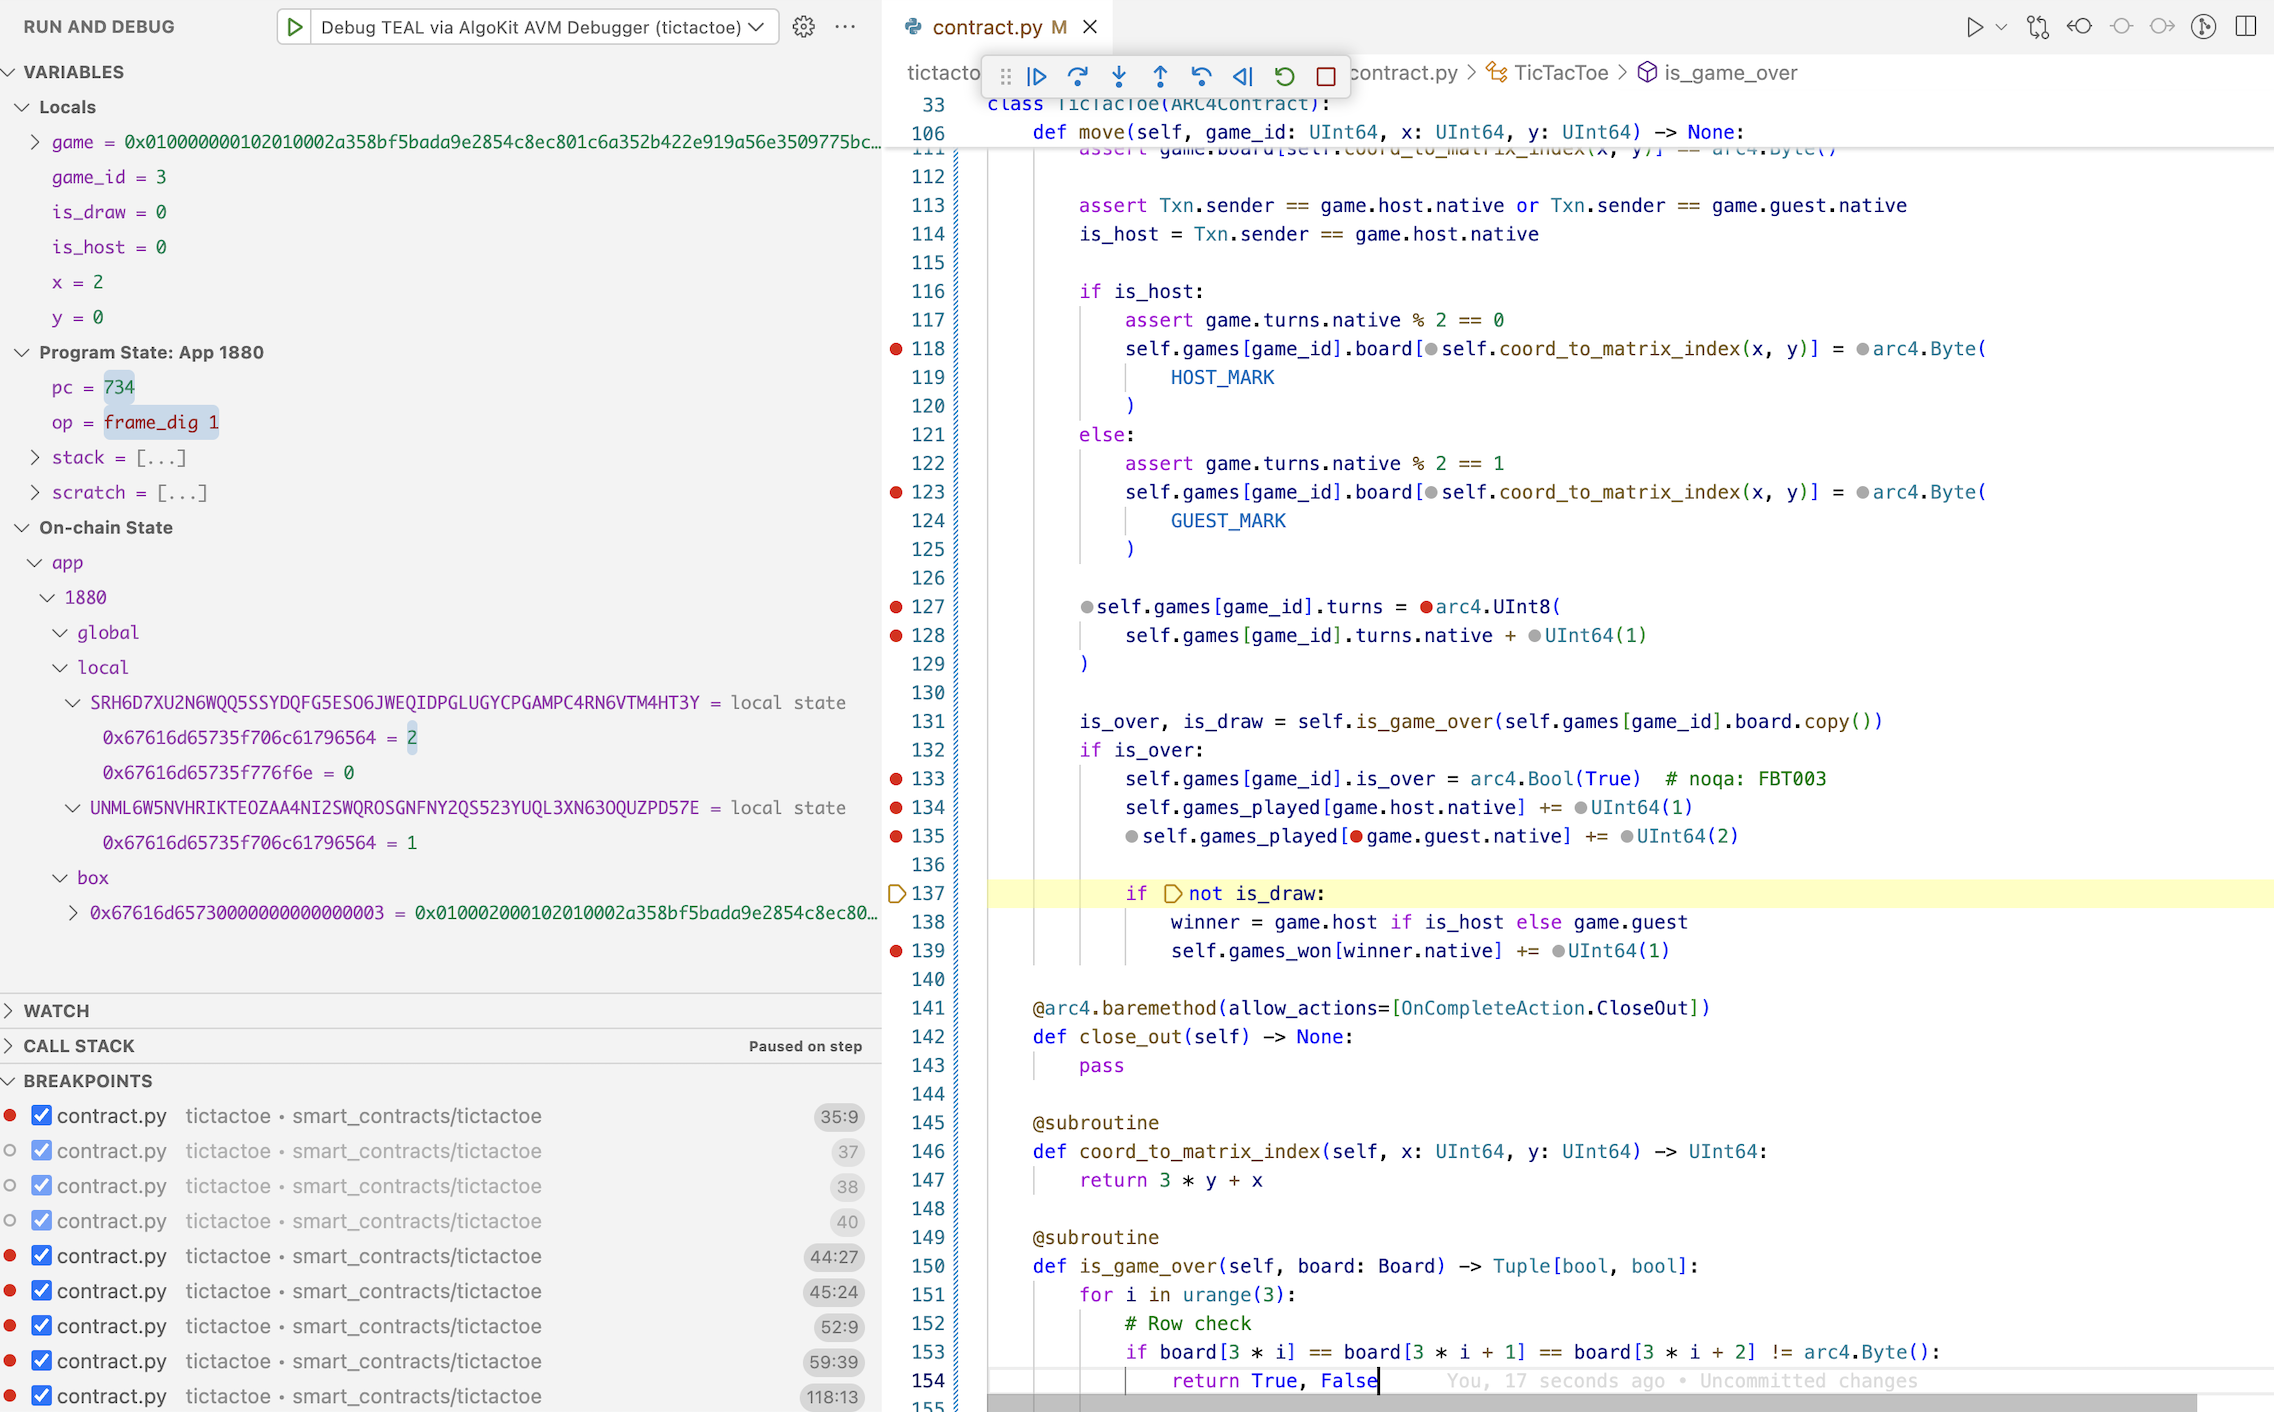 RUN AND DEBUG
Debug TEAL via AlgoKit AVM Debugger (tictactoe)
VARIABLES
Locals
game = 0x010000000102010002a358bf5bada9e2854c8ec801c6a352b422e919a56e3509775bc…
game_id = 3
is_draw = 0
is_host = 0
x = 2
y = 0
Program State: App 1880
pc = 734
op = frame_dig 1
stack = [...]
scratch = [...]
On-chain State
app
1880
global
local
SRH6D7XU2N6WQQ5SSYDQFG5ESO6JWEQIDPGLUGYCPGAMPC4RN6VTM4HT3Y = local state
0x67616d65735f706c61796564 = 2
0x67616d65735f776f6e = 0
UNML6W5NVHRIKTEOZAA4NI2SWQROSGNFNY2QS523YUQL3XN63OQUZPD57E = local state
0x67616d65735f706c61796564 = 1
box
0x67616d65730000000000000003 = 0x010002000102010002a358bf5bada9e2854c8ec80…
WATCH
CALL STACK Paused on step
BREAKPOINTS
contract.py tictactoe • smart_contracts/tictactoe 35:9
contract.py tictactoe • smart_contracts/tictactoe 37
contract.py tictactoe • smart_contracts/tictactoe 38
contract.py tictactoe • smart_contracts/tictactoe 40
contract.py tictactoe • smart_contracts/tictactoe 44:27
contract.py tictactoe • smart_contracts/tictactoe 45:24
contract.py tictactoe • smart_contracts/tictactoe 52:9
contract.py tictactoe • smart_contracts/tictactoe 59:39
contract.py tictactoe • smart_contracts/tictactoe 118:13
contract.py M
tictacto contract.py > TicTacToe > is_game_over
33 class TicTacToe(ARC4Contract):
106 def move(self, game_id: UInt64, x: UInt64, y: UInt64) -> None:
111 assert game.board[self.coord_to_matrix_index(x, y)] == arc4.Byte()
112
113 assert Txn.sender == game.host.native or Txn.sender == game.guest.native
114 is_host = Txn.sender == game.host.native
115
116 if is_host:
117 assert game.turns.native % 2 == 0
118 self.games[game_id].board[self.coord_to_matrix_index(x, y)] = arc4.Byte(
119 HOST_MARK
120 )
121 else:
122 assert game.turns.native % 2 == 1
123 self.games[game_id].board[self.coord_to_matrix_index(x, y)] = arc4.Byte(
124 GUEST_MARK
125 )
126
127 self.games[game_id].turns = arc4.UInt8(
128 self.games[game_id].turns.native + UInt64(1)
129 )
130
131 is_over, is_draw = self.is_game_over(self.games[game_id].board.copy())
132 if is_over:
133 self.games[game_id].is_over = arc4.Bool(True) # noqa: FBT003
134 self.games_played[game.host.native] += UInt64(1)
135 self.games_played[game.guest.native] += UInt64(2)
136
137 if not is_draw:
138 winner = game.host if is_host else game.guest
139 self.games_won[winner.native] += UInt64(1)
140
141 @arc4.baremethod(allow_actions=[OnCompleteAction.CloseOut])
142 def close_out(self) -> None:
143 pass
144
145 @subroutine
146 def coord_to_matrix_index(self, x: UInt64, y: UInt64) -> UInt64:
147 return 3 * y + x
148
149 @subroutine
150 def is_game_over(self, board: Board) -> Tuple[bool, bool]:
151 for i in urange(3):
152 # Row check
153 if board[3 * i] == board[3 * i + 1] == board[3 * i + 2] != arc4.Byte():
154 return True, False You, 17 seconds ago • Uncommitted changes
155